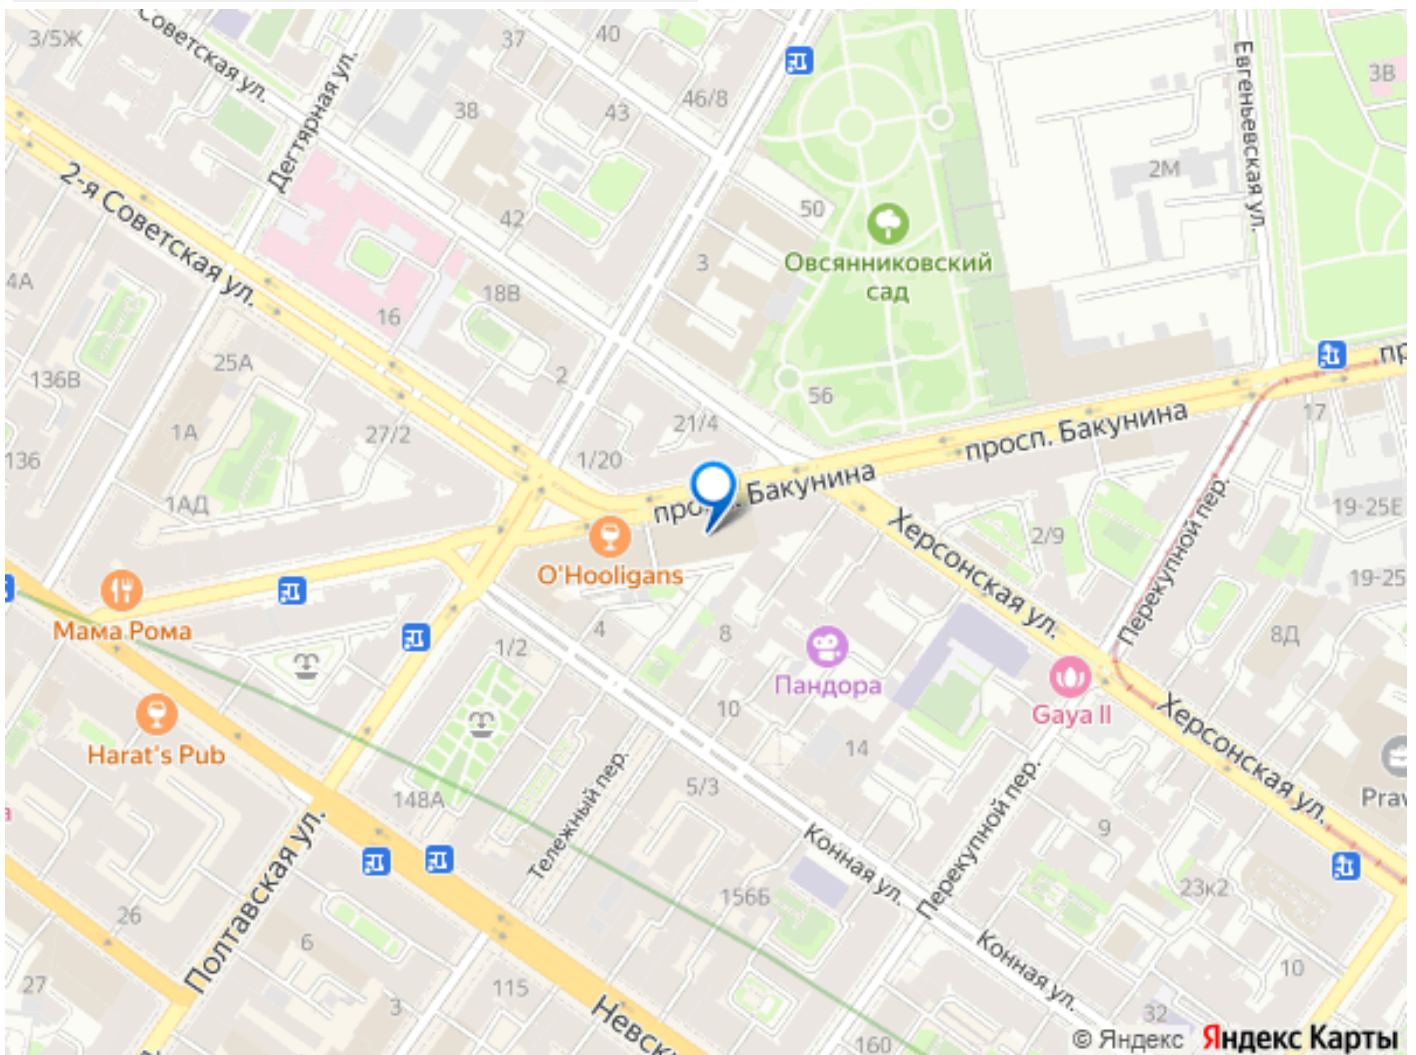 3/5Ж
Советская ул.
37
40
Дегтярная ул.
38
46/8
43
Евгеньевская ул.
3В
2М
2-я Советская ул.
42
50
3
Овсянниковский
сад
4А
18В
16
25А
136В
2
56
21/4
27/2
1А
136
1/20
1АД
просп. Бакунина
просп. Бакунина
пр
17
19-25Е
19-25
2/9
Херсонская ул.
Перекупной пер.
O'Hooligans
Мама Рома
4
8
1/2
8Д
Пандора
Gaya II
Harat's Pub
10
14
148А
5/3
Тележный пер.
Херсонская ул.
Prav
Перекупной пер.
9
Конная ул.
156Б
23к2
26
6
Полтавская ул.
27
3
115
Невск
Конная ул.
10
32
160
© Яндекс Яндекс Карты